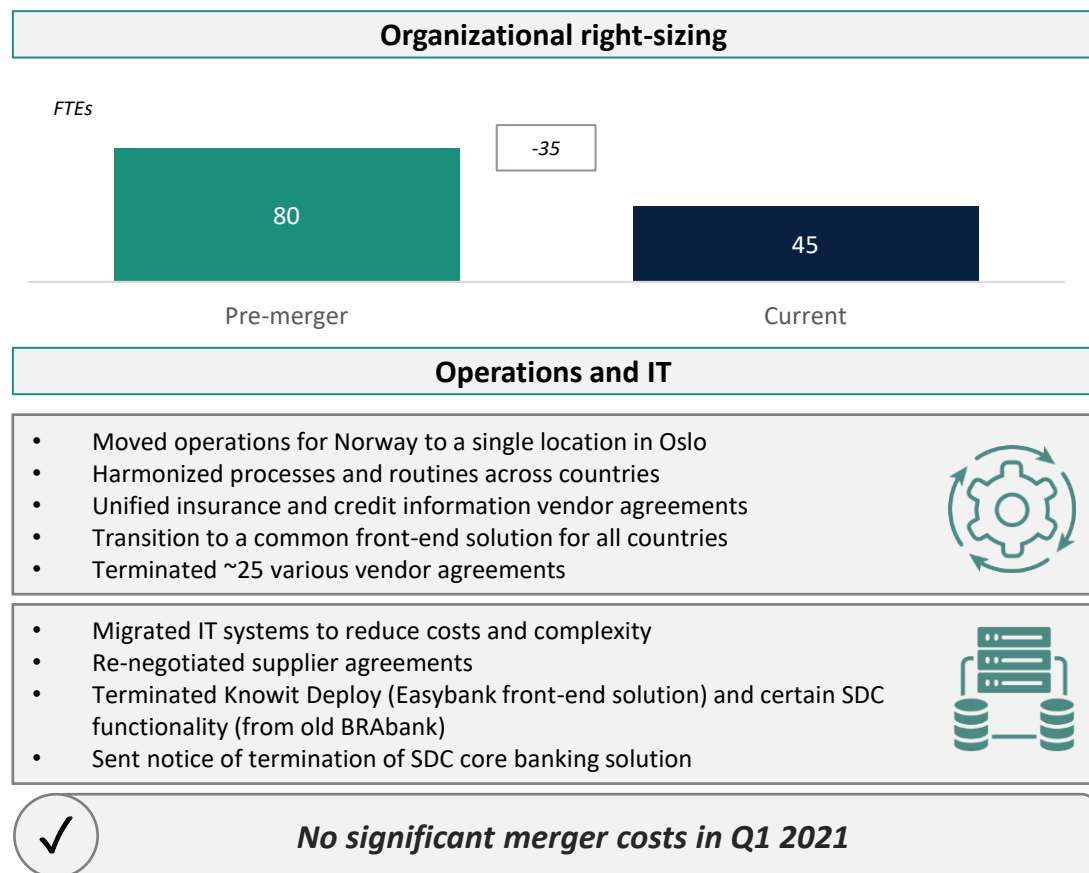 Organizational right-sizing
FTEs
-35
80
45
Pre-merger
Current
Operations and IT
• Moved operations for Norway to a single location in Oslo
• Harmonized processes and routines across countries
• Unified insurance and credit information vendor agreements
• Transition to a common front-end solution for all countries
• Terminated ~25 various vendor agreements
• Migrated IT systems to reduce costs and complexity
• Re-negotiated supplier agreements
• Terminated Knowit Deploy (Easybank front-end solution) and certain SDC
functionality (from old BRAbank)
• Sent notice of termination of SDC core banking solution
No significant merger costs in Q1 2021